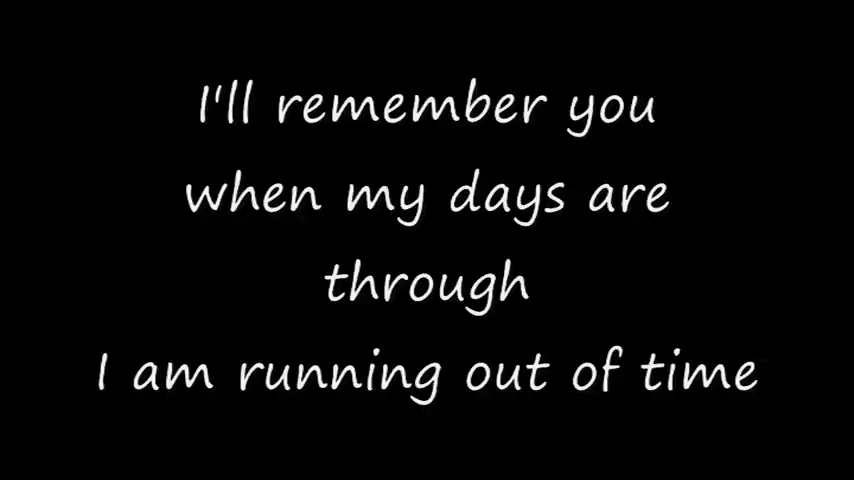 I'll remember you
when my days are
through
I am running out of time